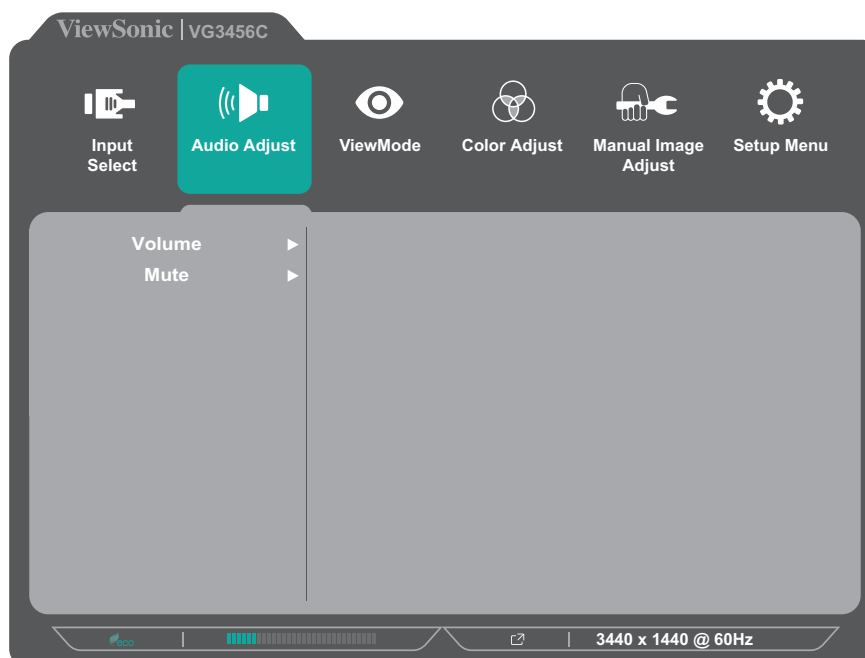 ViewSonic | VG3456C
Input
Select
Audio Adjust
ViewMode
Color Adjust
Manual Image
Adjust
Setup Menu
Volume
Mute
eco
3440 x 1440 @ 60Hz